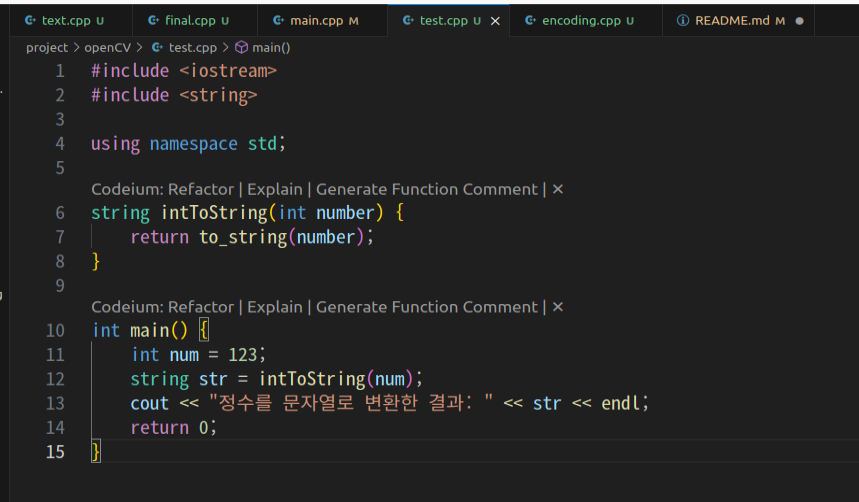 text.cpp U final.cpp U main.cpp M test.cpp U × encoding.cpp U README.md M ●
project > openCV > test.cpp > main()
1 #include <iostream>
2 #include <string>
3
4 using namespace std;
5
Codeium: Refactor | Explain | Generate Function Comment | ×
6 string intToString(int number) {
7 return to_string(number);
8 }
9
Codeium: Refactor | Explain | Generate Function Comment | ×
10 int main() {
11 int num = 123;
12 string str = intToString(num);
13 cout << "정수를 문자열로 변환한 결과: " << str << endl;
14 return 0;
15 }